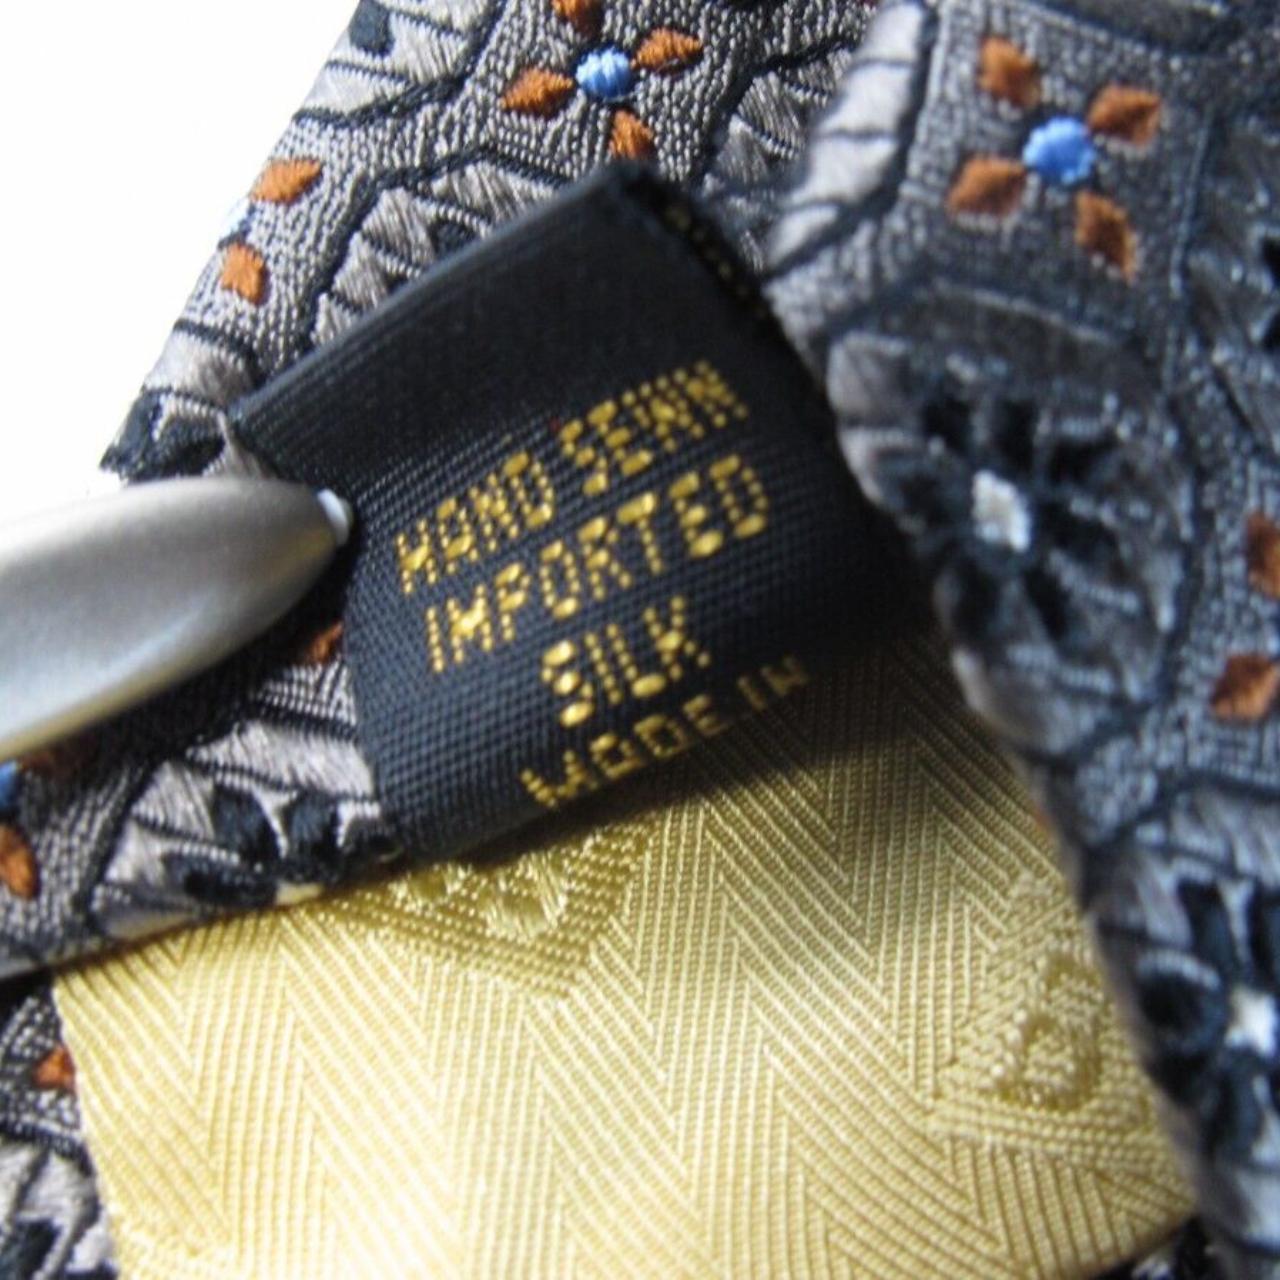 HAND SEWN
IMPORTED
SILK
MADE IN